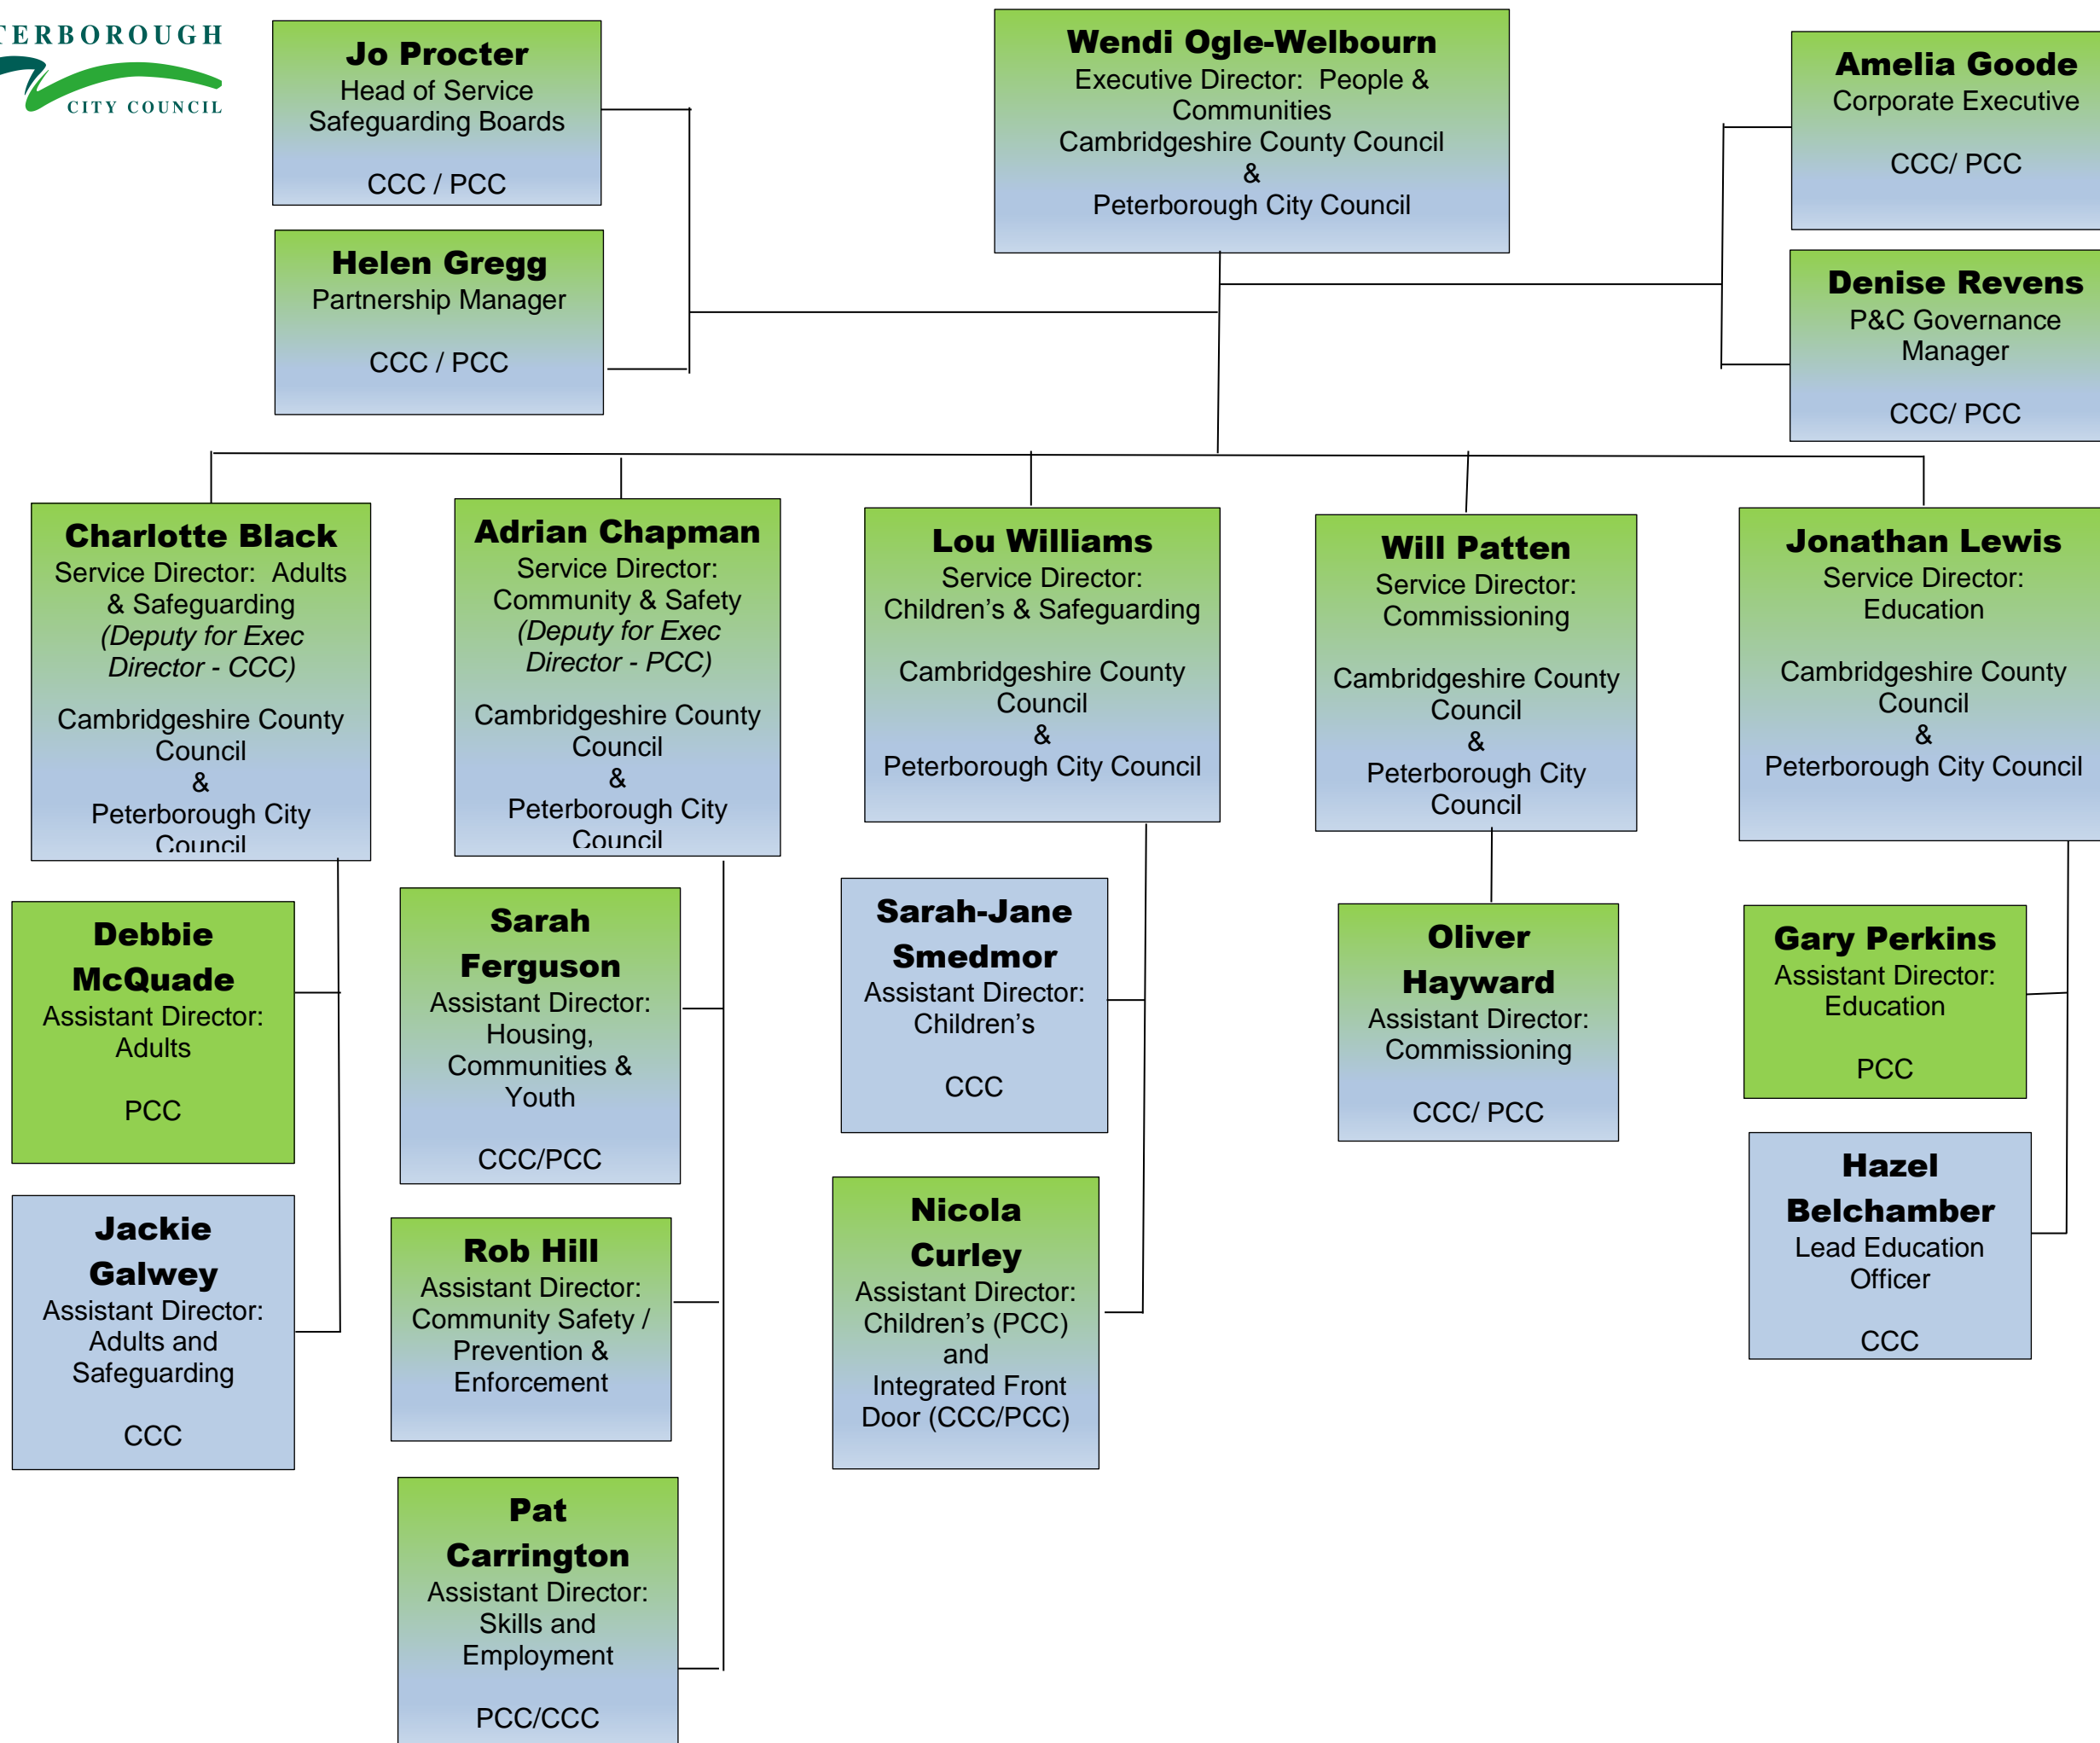 TERBOROUGH
CITY COUNCIL
Jo Procter
Head of Service
Safeguarding Boards
CCC / PCC
Helen Gregg
Partnership Manager
CCC / PCC
Wendi Ogle-Welbourn
Executive Director: People &
Communities
Cambridgeshire County Council
&
Peterborough City Council
Amelia Goode
Corporate Executive
CCC/ PCC
Denise Revens
P&C Governance
Manager
CCC/ PCC
Charlotte Black
Service Director: Adults
& Safeguarding
(Deputy for Exec
Director - CCC)
Cambridgeshire County
Council
&
Peterborough City
Council
Adrian Chapman
Service Director:
Community & Safety
(Deputy for Exec
Director - PCC)
Cambridgeshire County
Council
&
Peterborough City
Council
Lou Williams
Service Director:
Children’s & Safeguarding
Cambridgeshire County
Council
&
Peterborough City Council
Will Patten
Service Director:
Commissioning
Cambridgeshire County
Council
&
Peterborough City
Council
Jonathan Lewis
Service Director:
Education
Cambridgeshire County
Council
&
Peterborough City Council
Debbie
McQuade
Assistant Director:
Adults
PCC
Jackie
Galwey
Assistant Director:
Adults and
Safeguarding
CCC
Sarah
Ferguson
Assistant Director:
Housing,
Communities &
Youth
CCC/PCC
Rob Hill
Assistant Director:
Community Safety /
Prevention &
Enforcement
Pat
Carrington
Assistant Director:
Skills and
Employment
PCC/CCC
Sarah-Jane
Smedmor
Assistant Director:
Children’s
CCC
Nicola
Curley
Assistant Director:
Children’s (PCC)
and
Integrated Front
Door (CCC/PCC)
Oliver
Hayward
Assistant Director:
Commissioning
CCC/ PCC
Gary Perkins
Assistant Director:
Education
PCC
Hazel
Belchamber
Lead Education
Officer
CCC